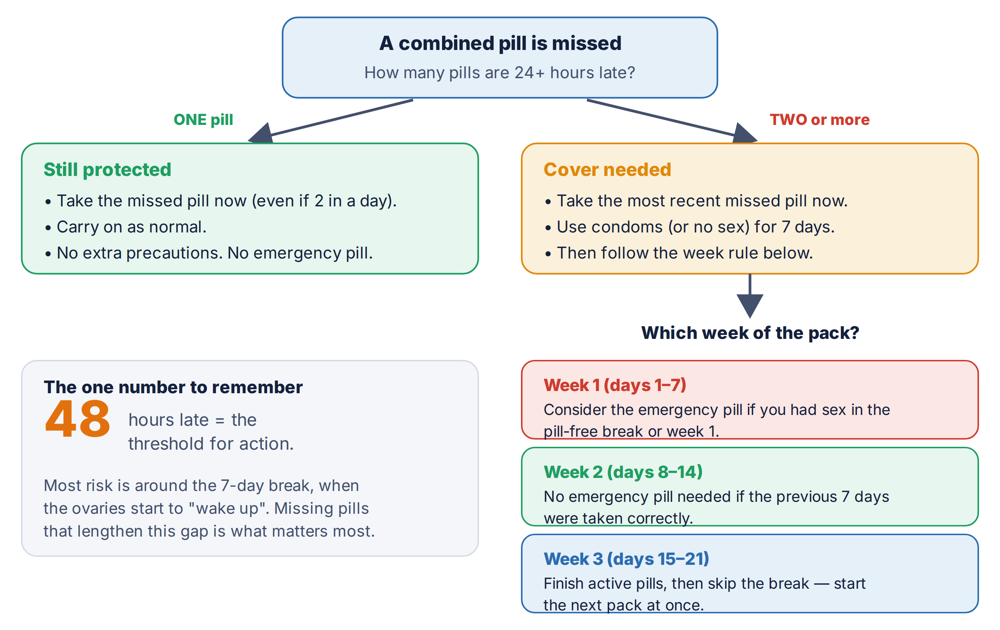 A combined pill is missed
How many pills are 24+ hours late?
ONE pill
TWO or more
Still protected
• Take the missed pill now (even if 2 in a day).
• Carry on as normal.
• No extra precautions. No emergency pill.
Cover needed
• Take the most recent missed pill now.
• Use condoms (or no sex) for 7 days.
• Then follow the week rule below.
Which week of the pack?
The one number to remember
48
hours late = the
threshold for action.
Most risk is around the 7-day break, when
the ovaries start to "wake up". Missing pills
that lengthen this gap is what matters most.
Week 1 (days 1–7)
Consider the emergency pill if you had sex in the
pill-free break or week 1.
Week 2 (days 8–14)
No emergency pill needed if the previous 7 days
were taken correctly.
Week 3 (days 15–21)
Finish active pills, then skip the break — start
the next pack at once.